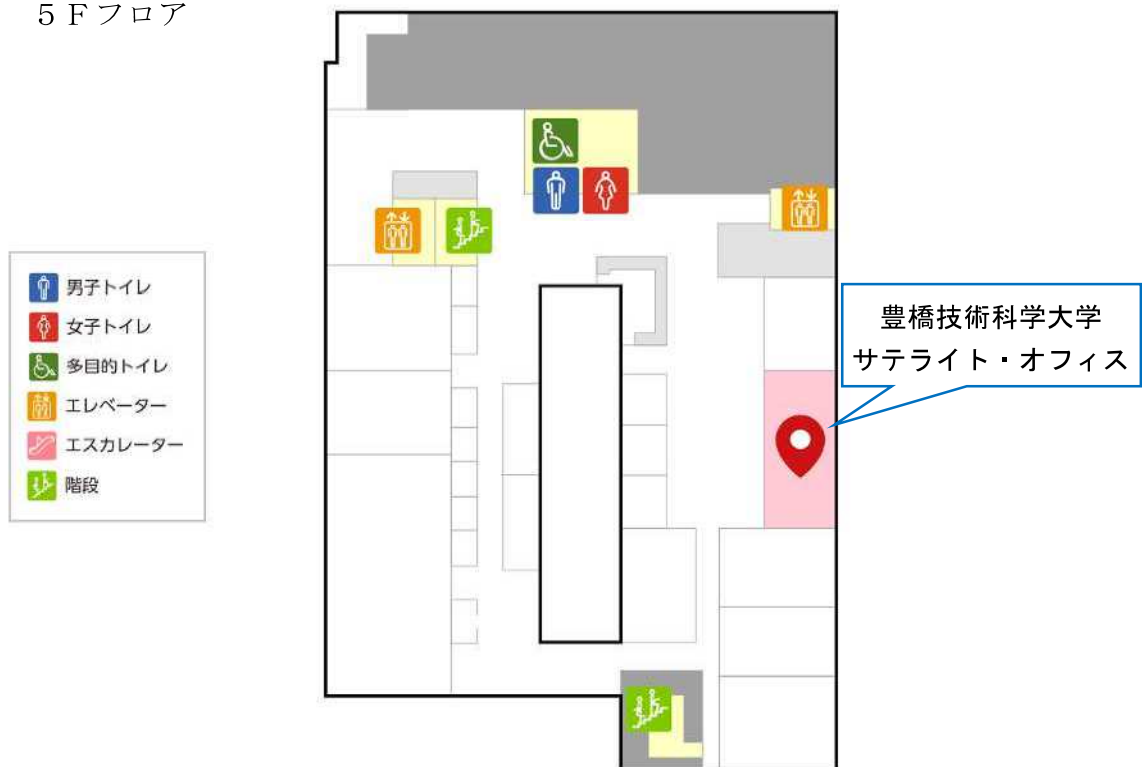 ５Ｆフロア
男子トイレ
女子トイレ
多目的トイレ
エレベーター
エスカレーター
階段
豊橋技術科学大学
サテライト・オフィス